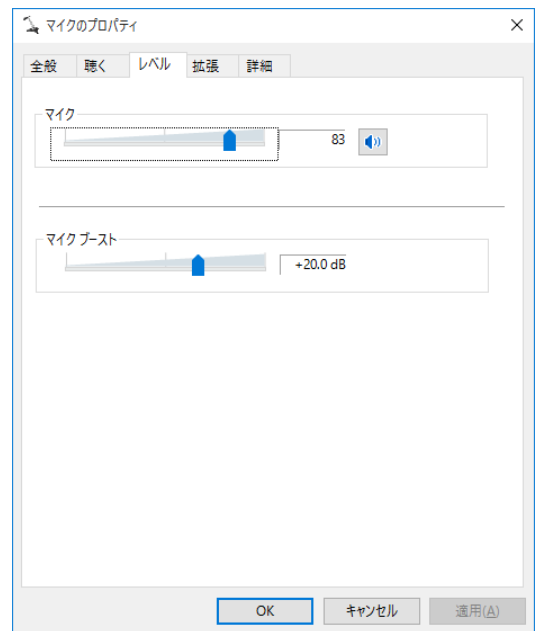 マイクのプロパティ
全般 聴く レベル 拡張 詳細
マイク
83
マイク ブースト
+20.0 dB
OK キャンセル 適用(A)